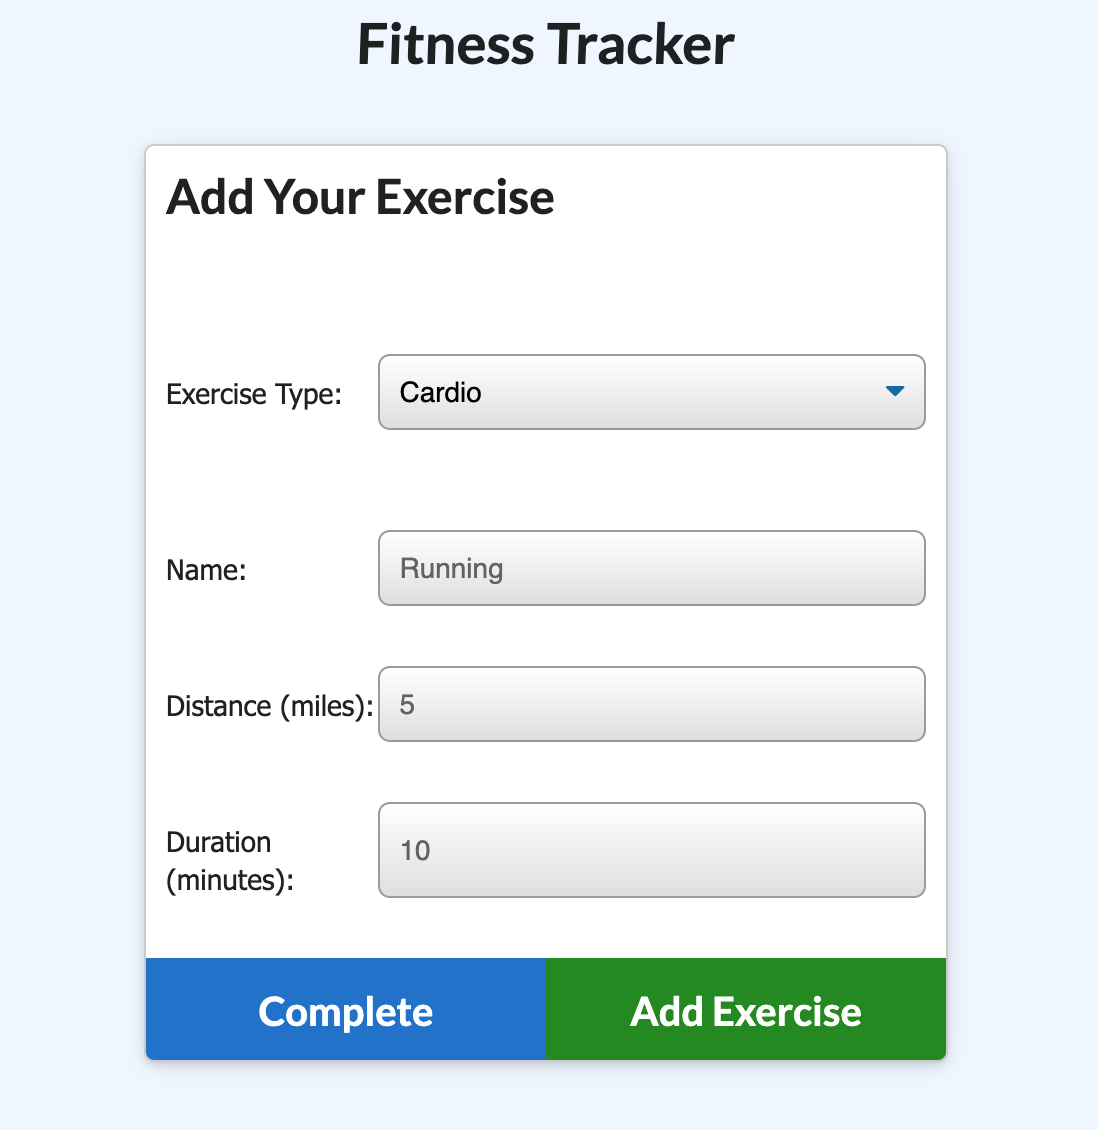 Fitness Tracker
Add Your Exercise
Exercise Type:
Cardio
Name:
Running
Distance (miles):
5
Duration
(minutes):
10
Complete
Add Exercise